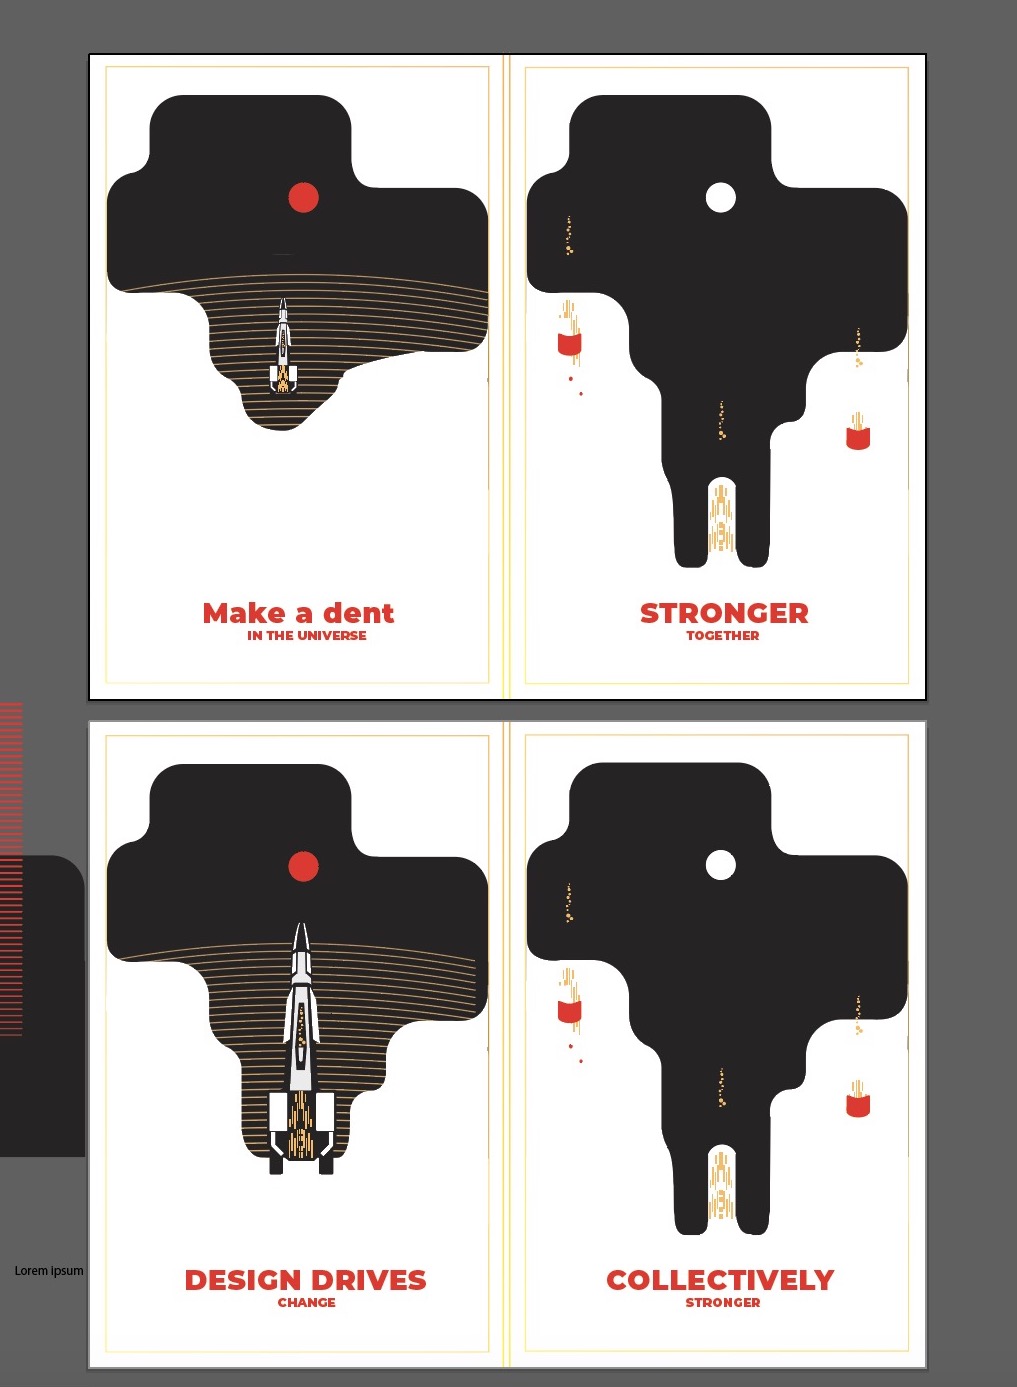 Make a dent
IN THE UNIVERSE
STRONGER
TOGETHER
DESIGN DRIVES
CHANGE
COLLECTIVELY
STRONGER
Lorem ipsum